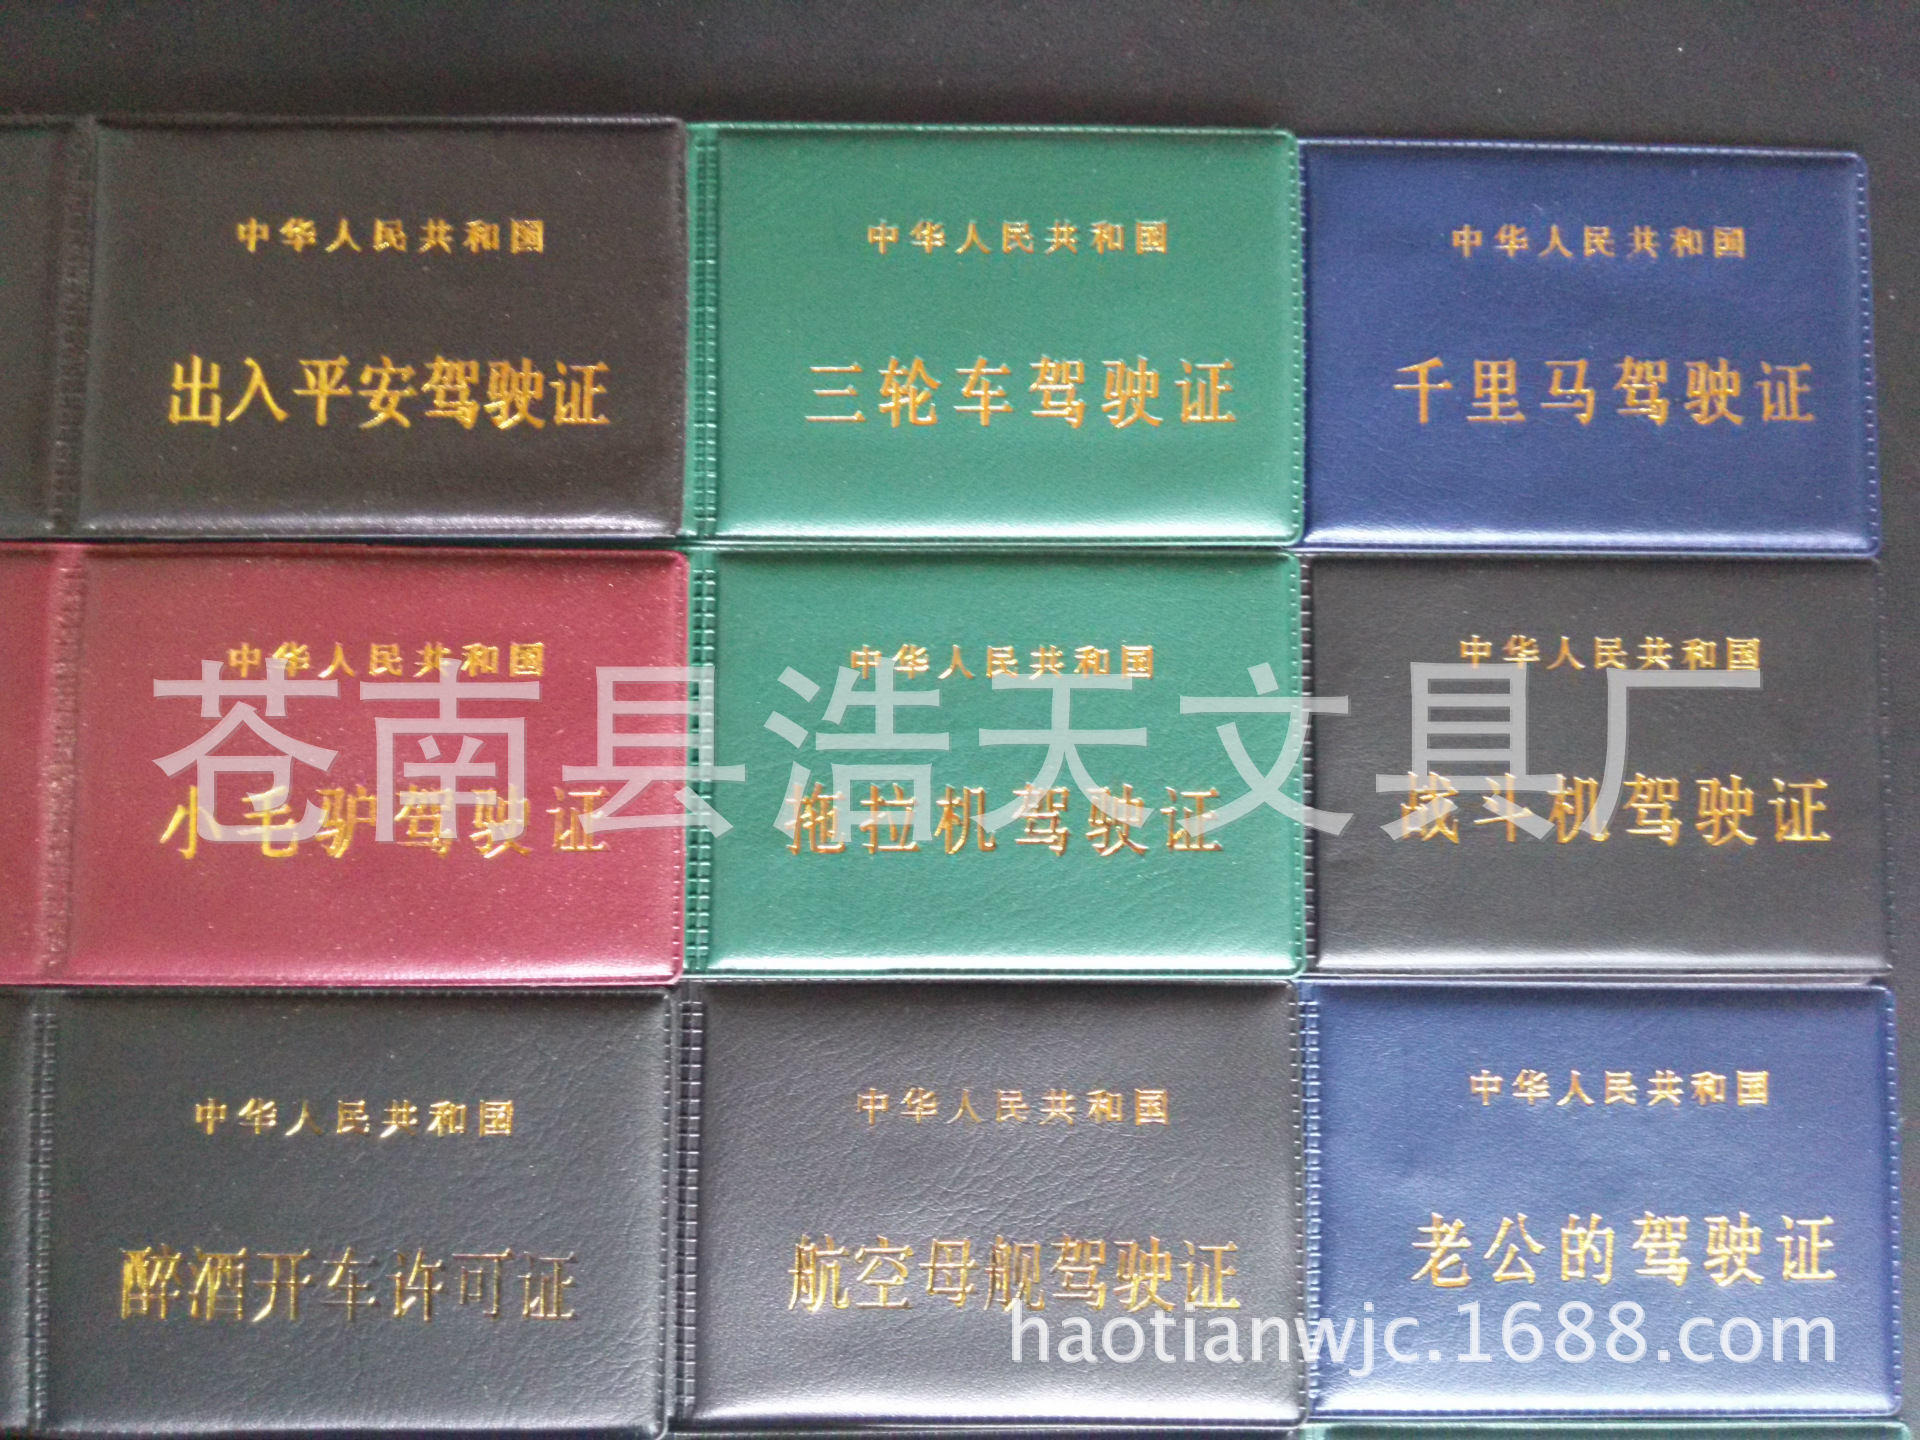 中华人民共和国
出入平安驾驶证
中华人民共和国
三轮车驾驶证
中华人民共和国
千里马驾驶证
中华人民共和国
小毛驴驾驶证
中华人民共和国
拖拉机驾驶证
中华人民共和国
战斗机驾驶证
苍南县浩天文具厂
中华人民共和国
醉酒开车许可证
中华人民共和国
航空母舰驾驶证
中华人民共和国
老公的驾驶证
haotianwjc.1688.com